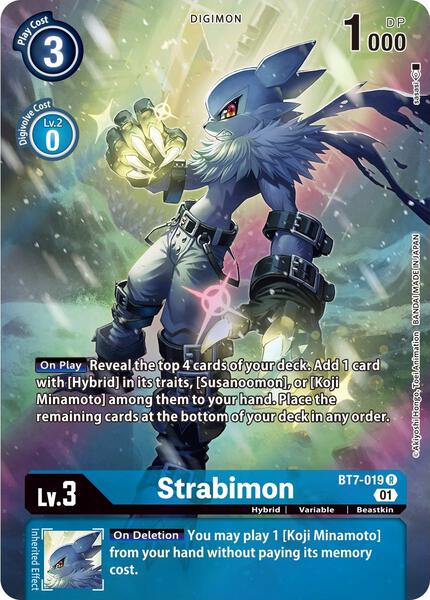 DIGIMON
Play Cost
3
DP
1000
Digivolve Cost
Lv.2
0
sasasi
©Akiyoshi Hongo, Toei Animation BANDAI MADE IN JAPAN
On Play Reveal the top 4 cards of your deck. Add 1 card
with [Hybrid] in its traits, [Susanoomon], or [Koji
Minamoto] among them to your hand. Place the
remaining cards at the bottom of your deck in any order.
BT7-019 R
Lv.3
Strabimon
01
Hybrid | Variable | Beastkin
Inherited Effect
On Deletion You may play 1 [Koji Minamoto]
from your hand without paying its memory
cost.